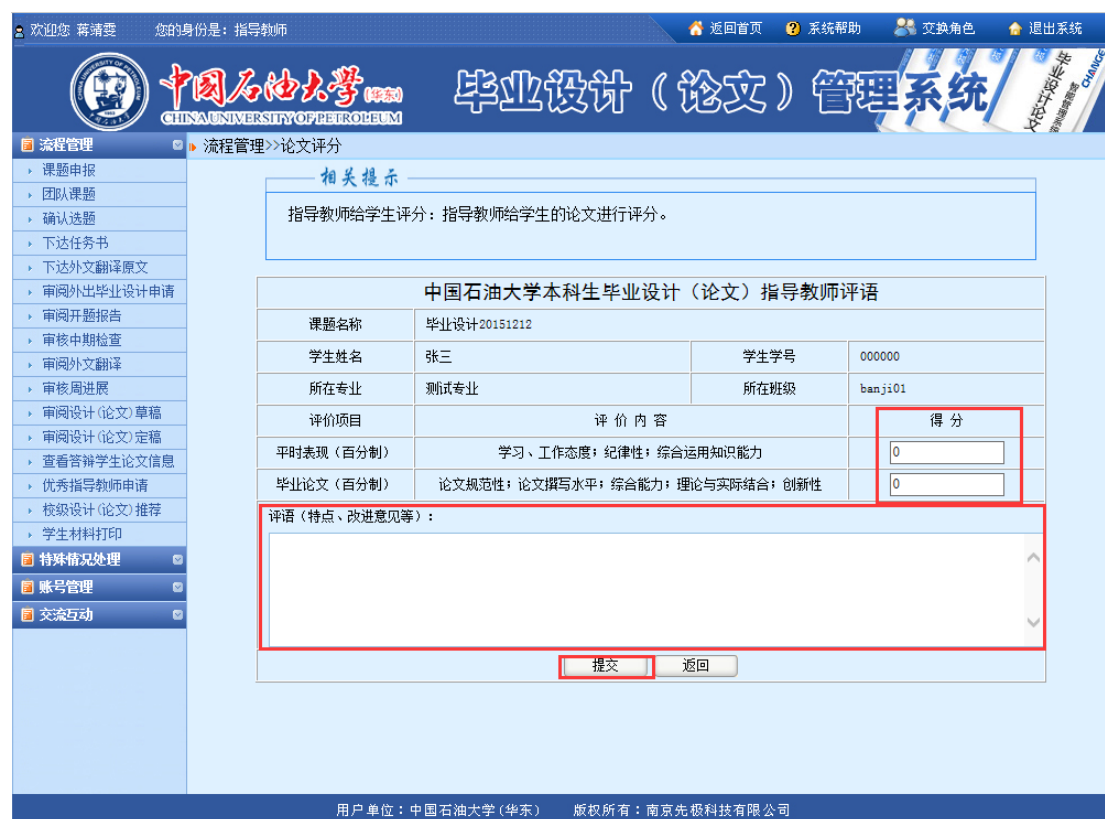 欢迎您 蒋靖雯 您的身份是：指导教师 返回首页 系统帮助 交换角色 退出系统
中国石油大學(华东) 毕业设计（论文）管理系统
CHINA UNIVERSITY OF PETROLEUM
流程管理
流程管理>>论文评分
课题申报
团队课题
确认选题
下达任务书
下达外文翻译原文
审阅外出毕业设计申请
审阅开题报告
审核中期检查
审阅外文翻译
审核周进展
审阅设计(论文)草稿
审阅设计(论文)定稿
查看答辩学生论文信息
优秀指导教师申请
校级设计(论文)推荐
学生材料打印
特殊情况处理
账号管理
交流互动
相关提示
指导教师给学生评分：指导教师给学生的论文进行评分。
中国石油大学本科生毕业设计（论文）指导教师评语
课题名称 毕业设计20151212
学生姓名 张三 学生学号 000000
所在专业 测试专业 所在班级 banji01
评价项目 评 价 内 容 得 分
平时表现（百分制） 学习、工作态度；纪律性；综合运用知识能力 0
毕业论文（百分制） 论文规范性；论文撰写水平；综合能力；理论与实际结合；创新性 0
评语（特点、改进意见等）：
提交 返回
用户单位：中国石油大学(华东) 版权所有：南京先极科技有限公司